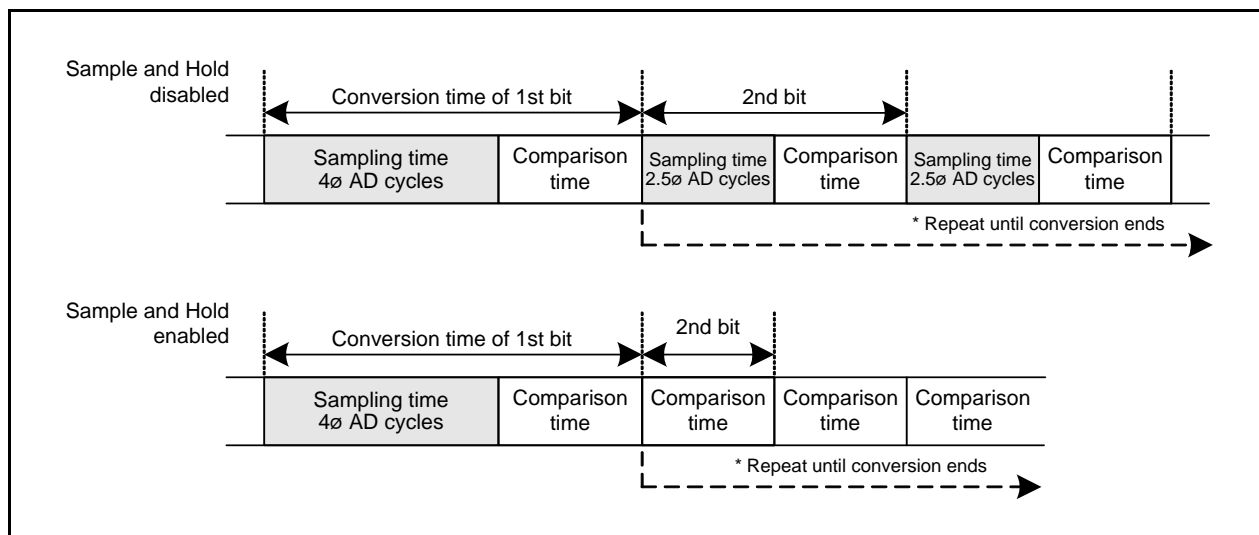 Sample and Hold
disabled
Conversion time of 1st bit
2nd bit
Sampling time
4ø AD cycles
Comparison
time
Sampling time
2.5ø AD cycles
Comparison
time
Sampling time
2.5ø AD cycles
Comparison
time
* Repeat until conversion ends
Sample and Hold
enabled
Conversion time of 1st bit
2nd bit
Sampling time
4ø AD cycles
Comparison
time
Comparison
time
Comparison
time
Comparison
time
* Repeat until conversion ends